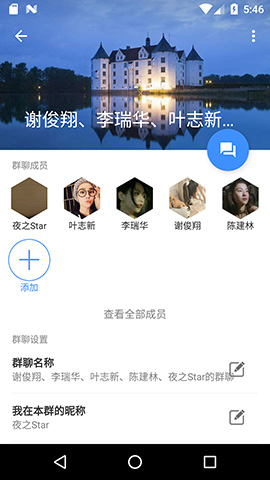 5:46
谢俊翔、李瑞华、叶志新...
群聊成员
夜之Star 叶志新 李瑞华 谢俊翔 陈建林
添加
查看全部成员
群聊设置
群聊名称
谢俊翔、李瑞华、叶志新、陈建林、夜之Star的群聊
我在本群的昵称
夜之Star